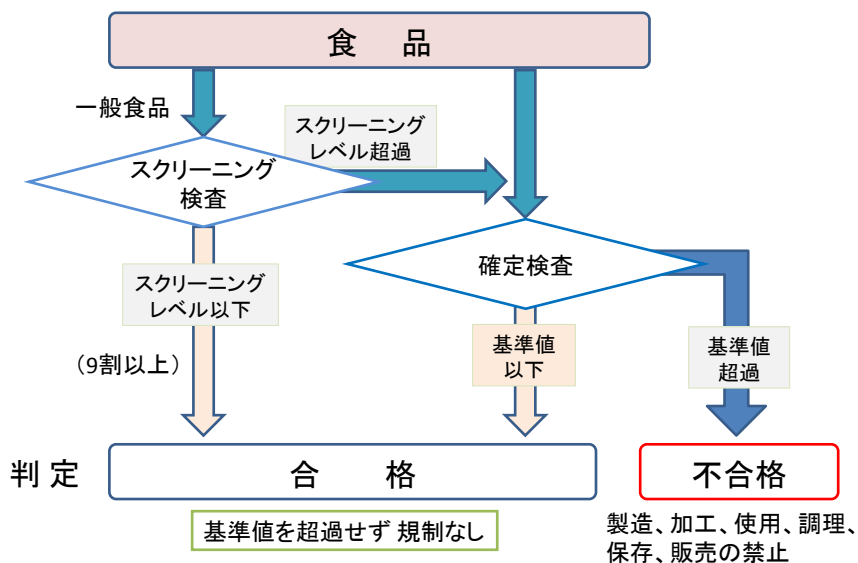 食　品
一般食品
スクリーニング
レベル超過
スクリーニング
検査
確定検査
スクリーニング
レベル以下
（9割以上）
基準値
以下
基準値
超過
判 定
合　格
不合格
基準値を超過せず 規制なし
製造、加工、使用、調理、
保存、販売の禁止